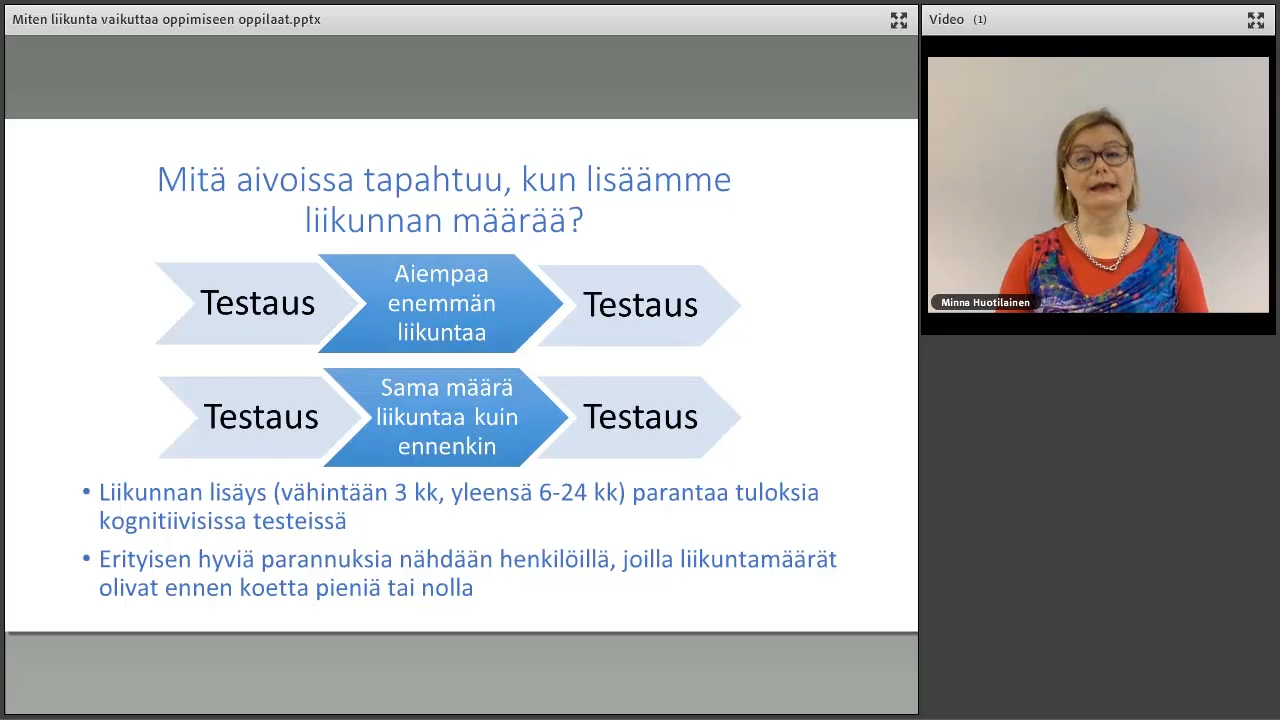 Miten liikunta vaikuttaa oppimiseen oppilaat.pptx
Video (1)
Mitä aivoissa tapahtuu, kun lisäämme
liikunnan määrää?
Testaus
Aiempaa
enemmän
liikuntaa
Testaus
Testaus
Sama määrä
liikuntaa kuin
ennenkin
Testaus
• Liikunnan lisäys (vähintään 3 kk, yleensä 6-24 kk) parantaa tuloksia
kognitiivisissa testeissä
• Erityisen hyviä parannuksia nähdään henkilöillä, joilla liikuntamäärät
olivat ennen koetta pieniä tai nolla
Minna Huotilainen